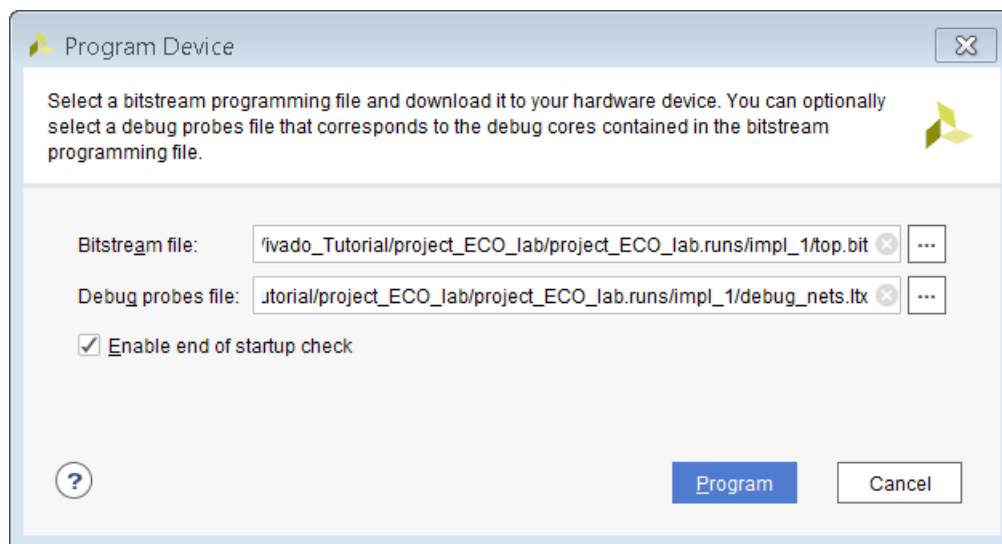 Program Device
Select a bitstream programming file and download it to your hardware device. You can optionally
select a debug probes file that corresponds to the debug cores contained in the bitstream
programming file.
Bitstream file: /ivado_Tutorial/project_ECO_lab/project_ECO_lab.runs/impl_1/top.bit ...
Debug probes file: utorial/project_ECO_lab/project_ECO_lab.runs/impl_1/debug_nets.ltx ...
Enable end of startup check
? Program Cancel